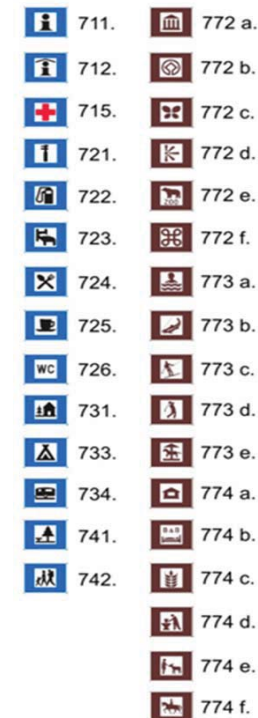 711.
712.
715.
721.
722.
723.
724.
725.
WC 726.
731.
733.
734.
741.
742.
772 a.
772 b.
772 c.
772 d.
ZOO 772 e.
772 f.
773 a.
773 b.
773 c.
773 d.
773 e.
774 a.
B&B 774 b.
774 c.
774 d.
774 e.
774 f.